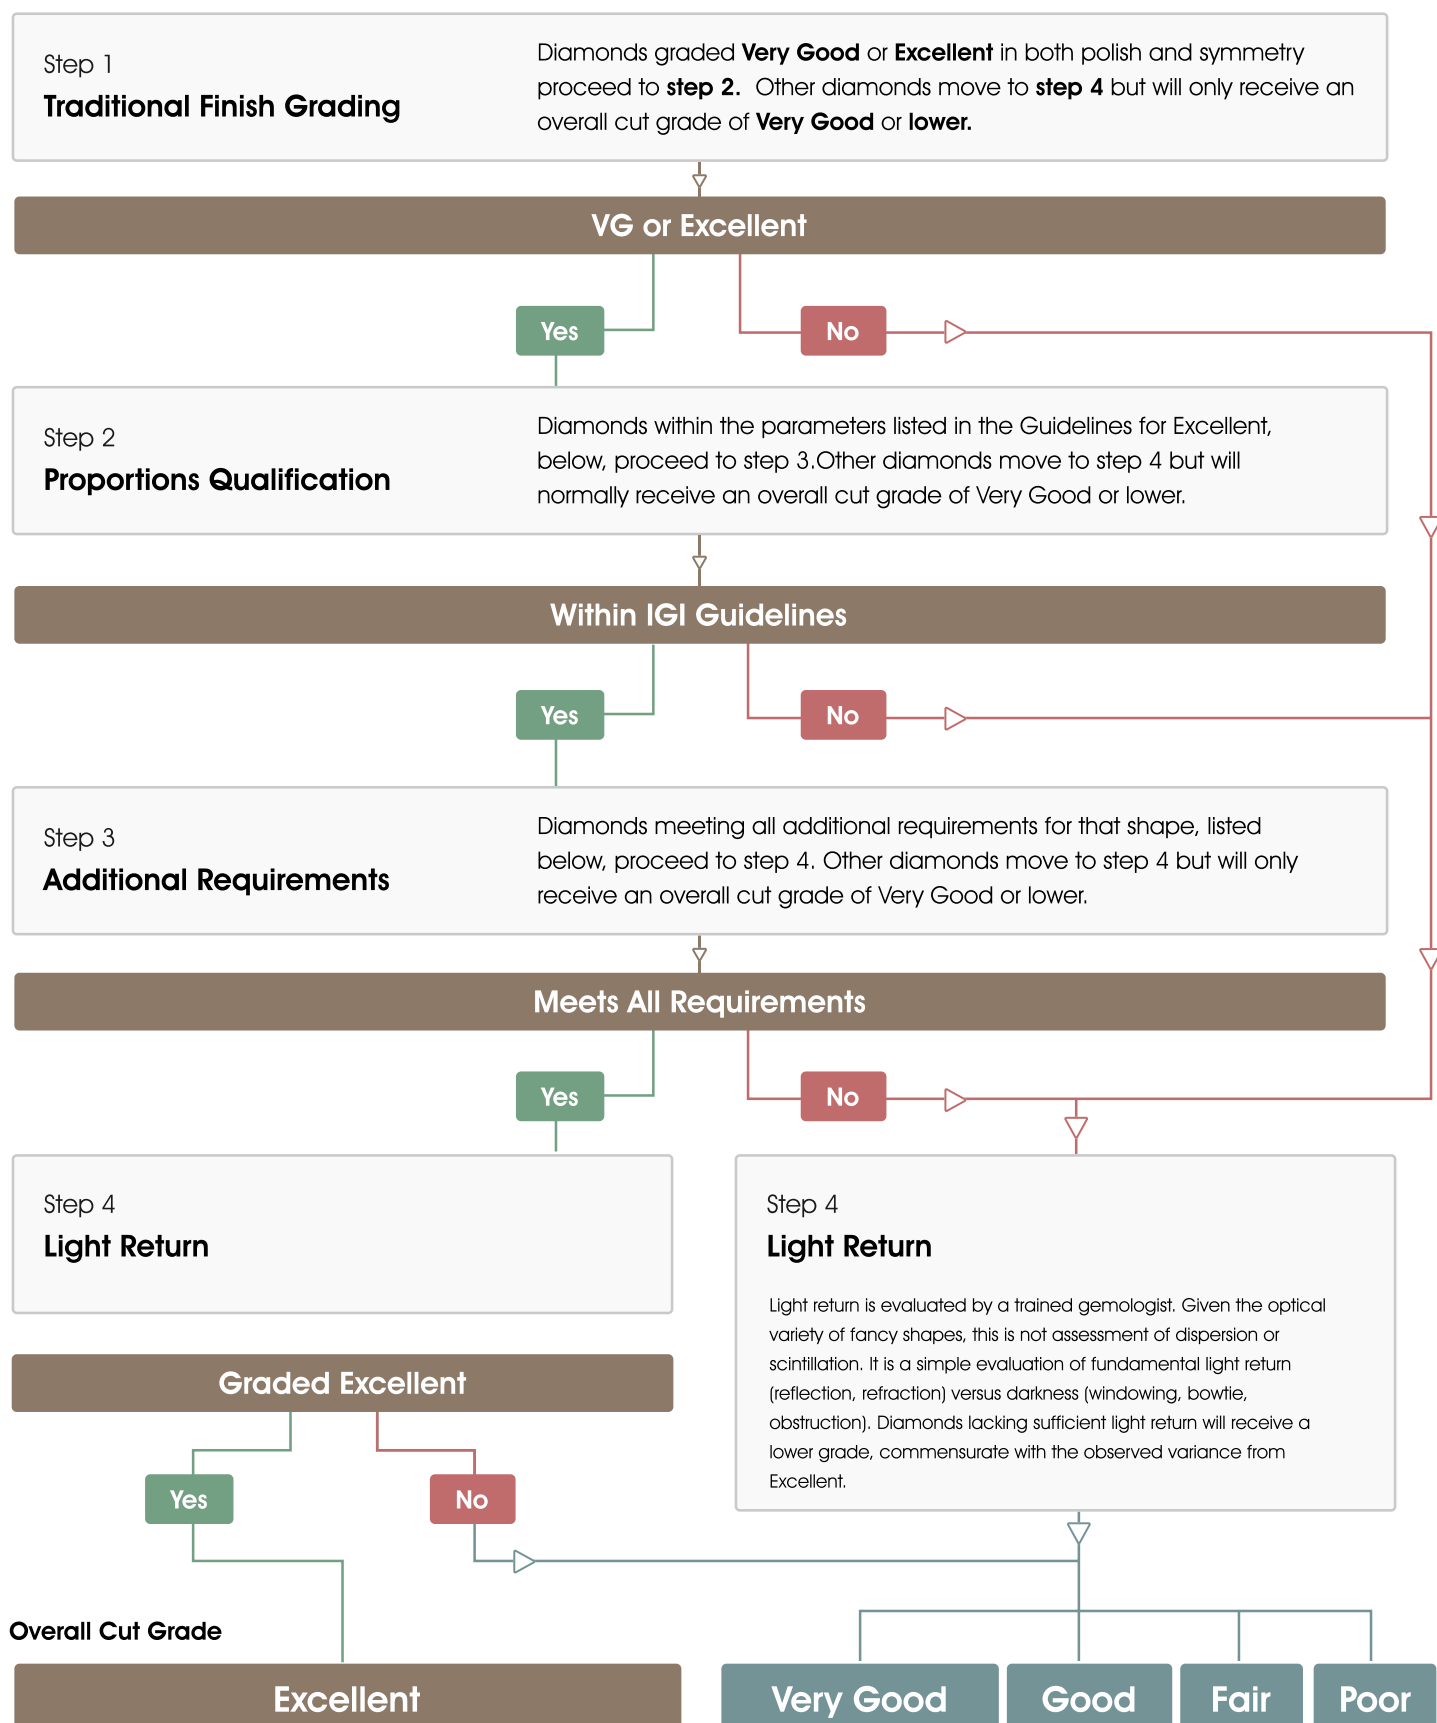 Step 1
Traditional Finish Grading
Diamonds graded Very Good or Excellent in both polish and symmetry
proceed to step 2. Other diamonds move to step 4 but will only receive an
overall cut grade of Very Good or lower.
VG or Excellent
Yes
No
Step 2
Proportions Qualification
Diamonds within the parameters listed in the Guidelines for Excellent,
below, proceed to step 3.Other diamonds move to step 4 but will
normally receive an overall cut grade of Very Good or lower.
Within IGI Guidelines
Yes
No
Step 3
Additional Requirements
Diamonds meeting all additional requirements for that shape, listed
below, proceed to step 4. Other diamonds move to step 4 but will only
receive an overall cut grade of Very Good or lower.
Meets All Requirements
Yes
No
Step 4
Light Return
Step 4
Light Return
Light return is evaluated by a trained gemologist. Given the optical
variety of fancy shapes, this is not assessment of dispersion or
scintillation. It is a simple evaluation of fundamental light return
(reflection, refraction) versus darkness (windowing, bowtie,
obstruction). Diamonds lacking sufficient light return will receive a
lower grade, commensurate with the observed variance from
Excellent.
Graded Excellent
Yes
No
Overall Cut Grade
Excellent
Very Good
Good
Fair
Poor